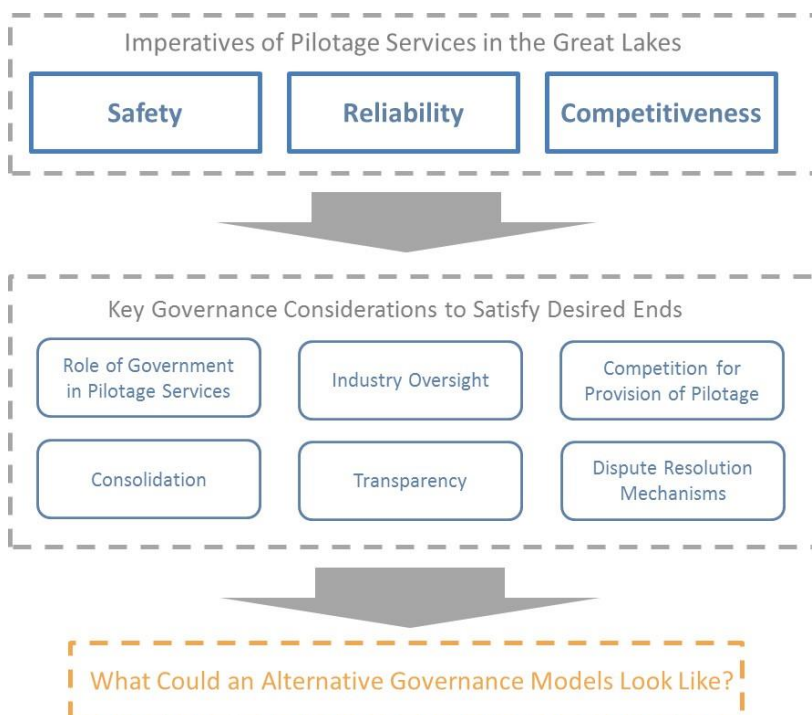 Imperatives of Pilotage Services in the Great Lakes
Safety
Reliability
Competitiveness
Key Governance Considerations to Satisfy Desired Ends
Role of Government
in Pilotage Services
Industry Oversight
Competition for
Provision of Pilotage
Consolidation
Transparency
Dispute Resolution
Mechanisms
What Could an Alternative Governance Models Look Like?